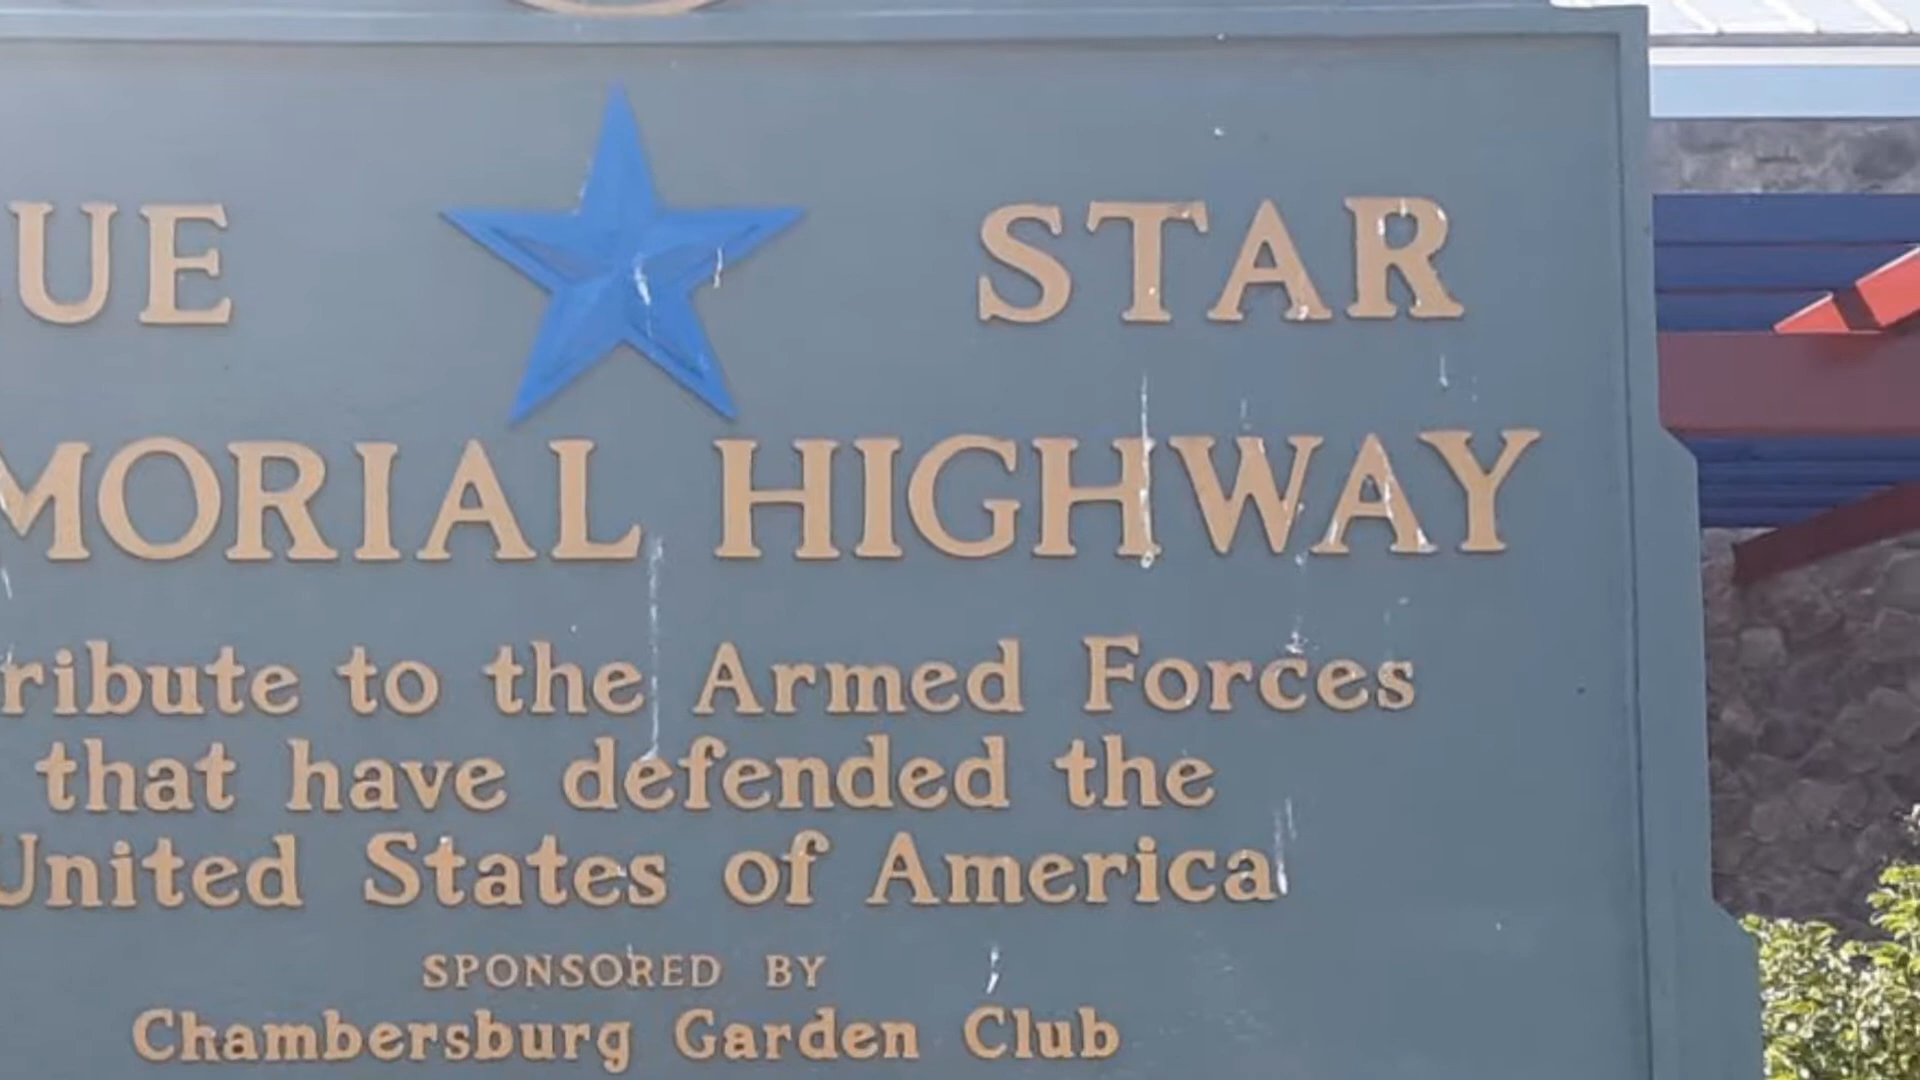 UE STAR
MORIAL HIGHWAY
ribute to the Armed Forces
that have defended the
United States of America
SPONSORED BY
Chambersburg Garden Club